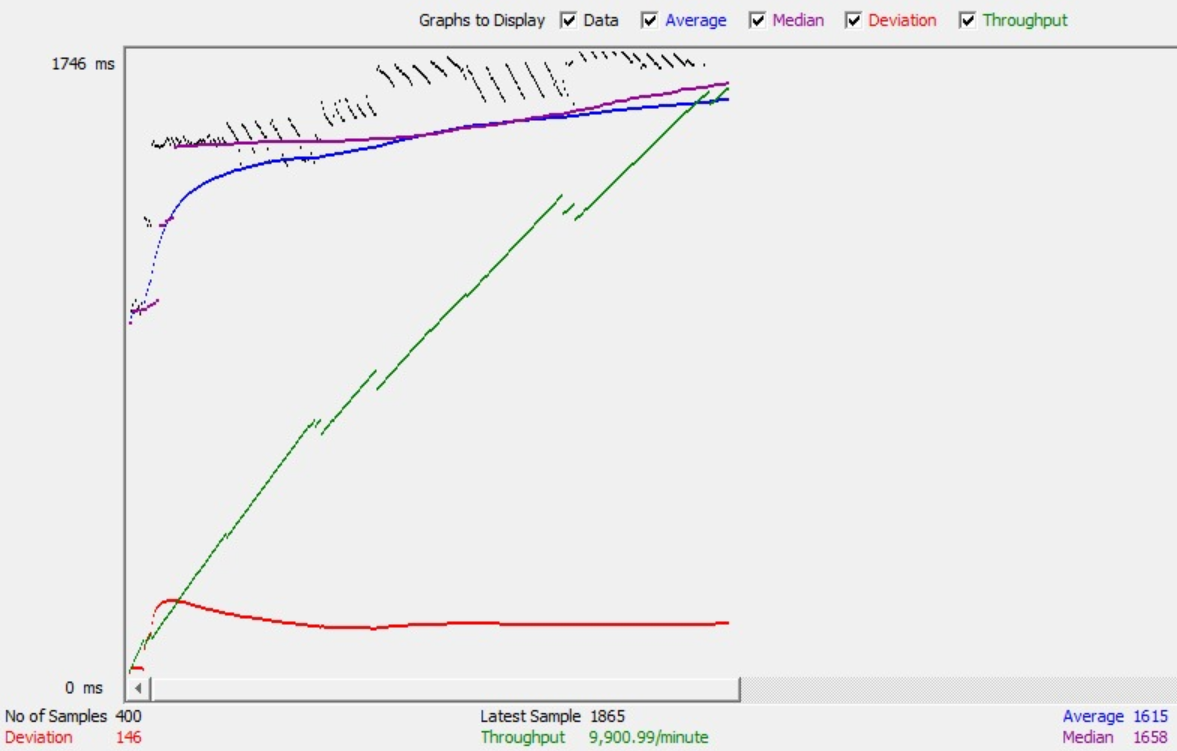 Graphs to Display Data Average Median Deviation Throughput
1746 ms
0 ms
No of Samples 400 Latest Sample 1865 Average 1615
Deviation 146 Throughput 9,900.99/minute Median 1658